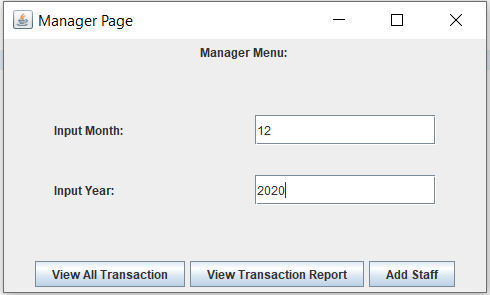 Manager Page
Manager Menu:
Input Month: 12
Input Year: 2020
View All Transaction View Transaction Report Add Staff